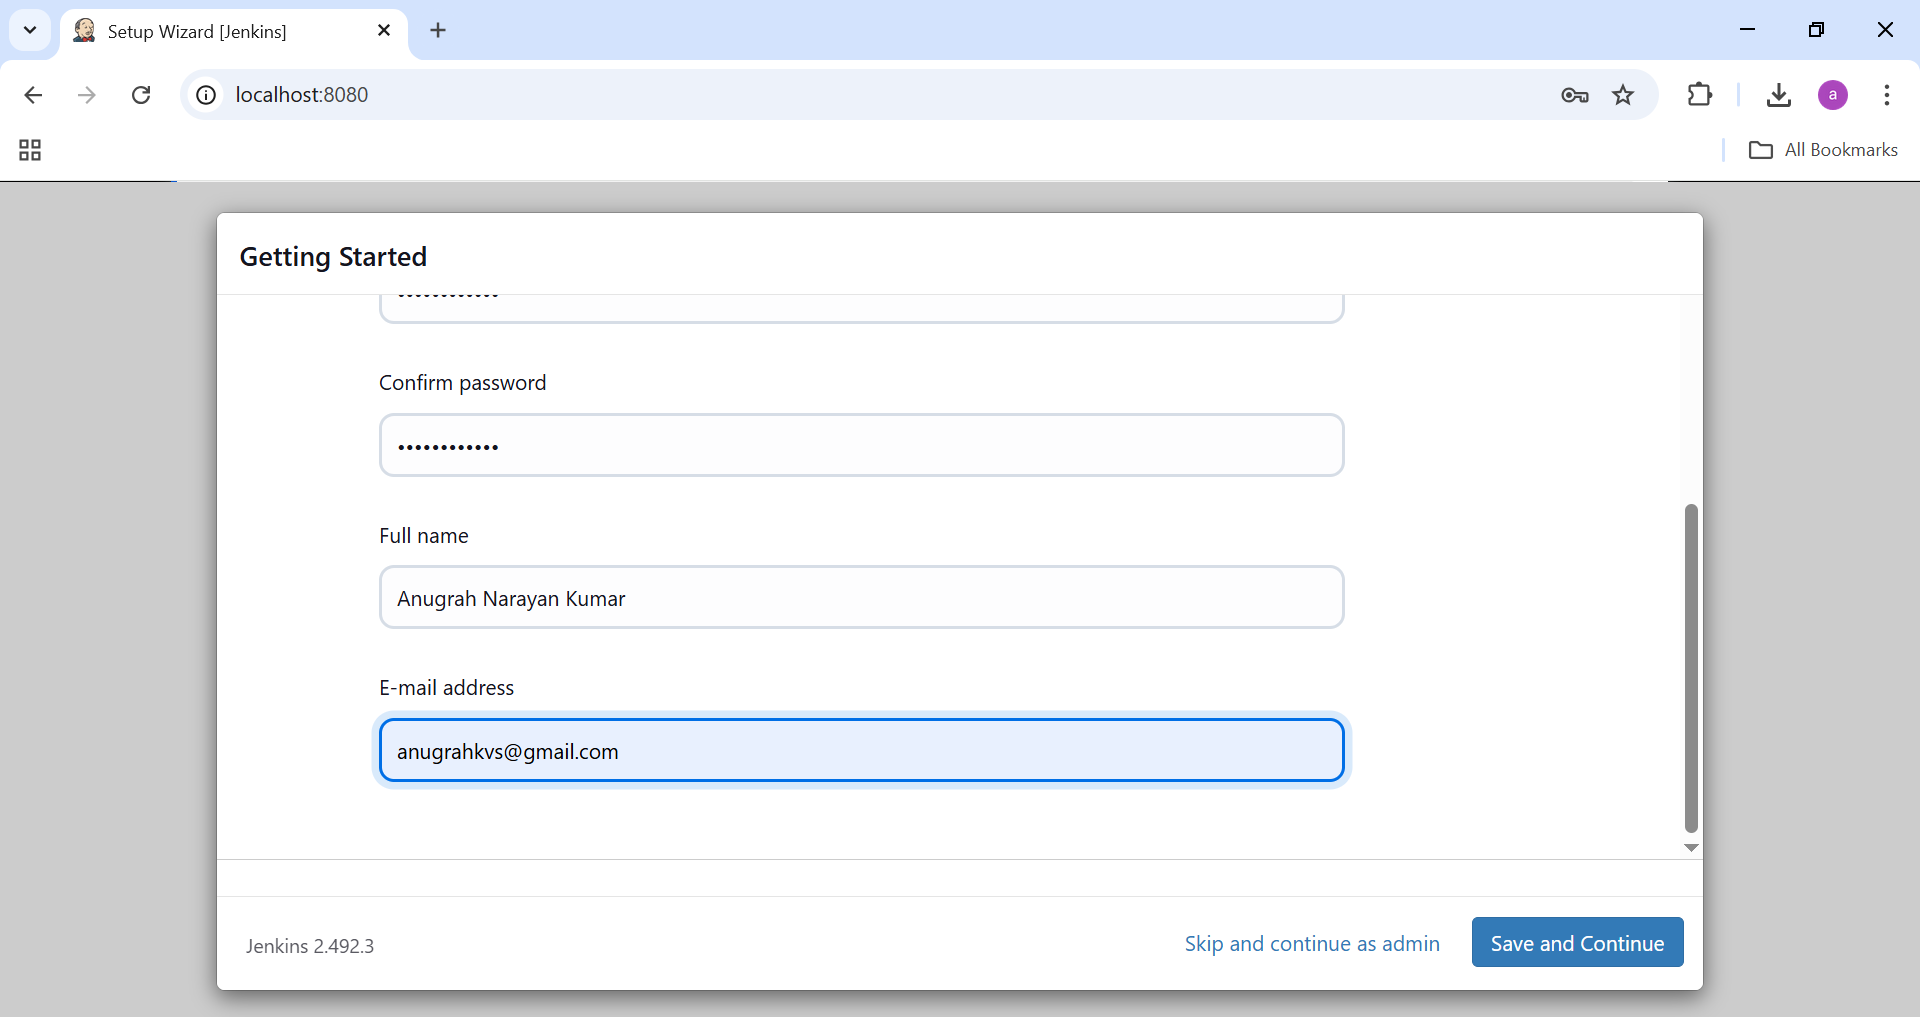 Setup Wizard [Jenkins]
localhost:8080
a
All Bookmarks
Getting Started
••••••••••••
Confirm password
••••••••••••
Full name
Anugrah Narayan Kumar
E-mail address
anugrahkvs@gmail.com
Jenkins 2.492.3
Skip and continue as admin
Save and Continue